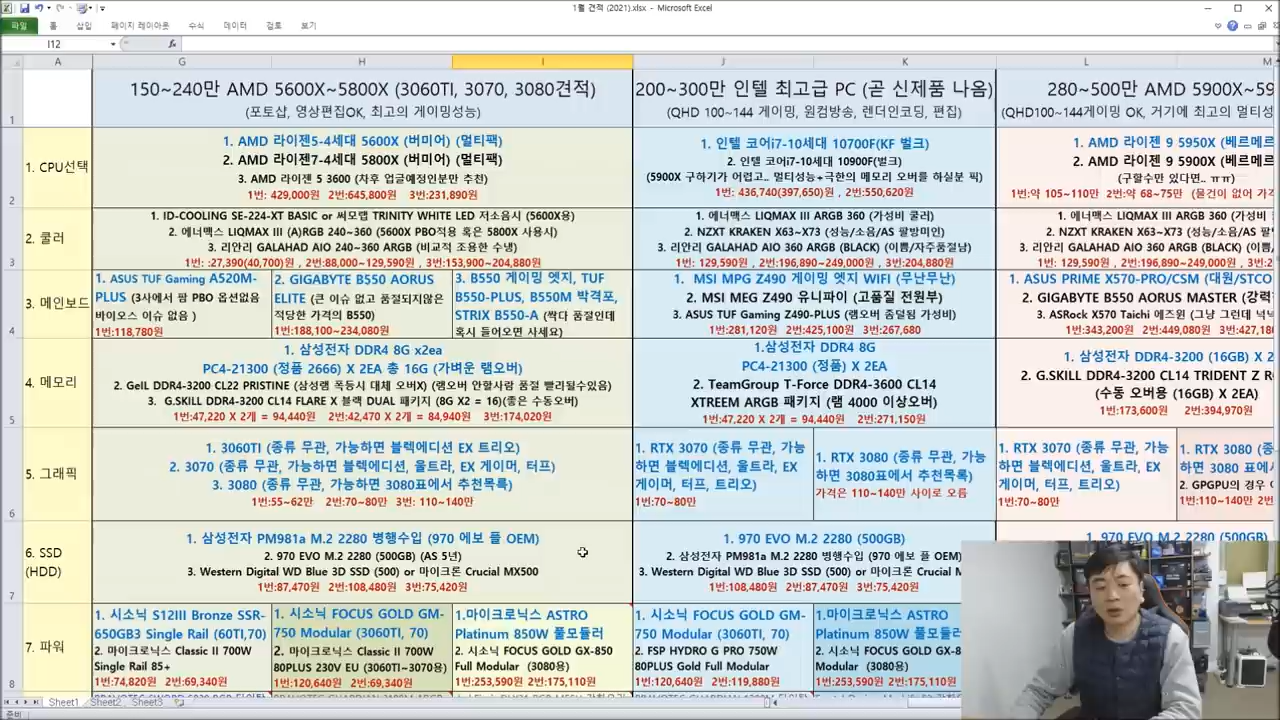 1월 견적 (2021).xlsx - Microsoft Excel
파일 홈 삽입 페이지 레이아웃 수식 데이터 검토 보기
I12 fx
A G H I J K L M
1
150~240만 AMD 5600X~5800X (3060TI, 3070, 3080견적)
(포토샵, 영상편집OK, 최고의 게이밍성능)
200~300만 인텔 최고급 PC (곧 신제품 나옴)
(QHD 100~144 게이밍, 원컴방송, 렌더인코딩, 편집)
280~500만 AMD 5900X~59
(QHD100~144게이밍 OK, 거기에 최고의 멀티성
1. CPU선택
2
1. AMD 라이젠5-4세대 5600X (버미어) (멀티팩)
2. AMD 라이젠7-4세대 5800X (버미어) (멀티팩)
3. AMD 라이젠 5 3600 (차후 업글예정인분만 추천)
1번: 429,000원 2번:645,800원 3번:231,890원
1. 인텔 코어i7-10세대 10700F(KF 벌크)
2. 인텔 코어i7-10세대 10900F(벌크)
(5900X 구하기가 어렵고.. 멀티성능+극한의 메모리 오버를 하실분 픽)
1번: 436,740(397,650)원 , 2번:550,620원
1. AMD 라이젠 9 5950X (베르메르
2. AMD 라이젠 9 5900X (베르메르
(구할수만 있다면.. ㅠㅠ)
1번:약 105~110만 2번:약 68~75만 (물건이 없어 가격
2. 쿨러
3
1. ID-COOLING SE-224-XT BASIC or 써모랩 TRINITY WHITE LED 저소음시 (5600X용)
2. 에너맥스 LIQMAX III (A)RGB 240~360 (5600X PBO적용 혹은 5800X 사용시)
3. 리안리 GALAHAD AIO 240~360 ARGB (비교적 조용한 수냉)
1번: :27,390(40,700)원 , 2번:88,000~129,590원, 3번:153,900~204,880원
1. 에너맥스 LIQMAX III ARGB 360 (가성비 쿨러)
2. NZXT KRAKEN X63~X73 (성능/소음/AS 팔방미인)
3. 리안리 GALAHAD AIO 360 ARGB (BLACK) (이쁨/자주품절남)
1번: 129,590원, 2번:196,890~249,000원, 3번:204,880원
1. 에너맥스 LIQMAX III ARGB 360 (가성비
2. NZXT KRAKEN X63~X73 (성능/소음/AS
3. 리안리 GALAHAD AIO 360 ARGB (BLACK) (이
1번: 129,590원, 2번:196,890~249,000원,
3. 메인보드
4
1. ASUS TUF Gaming A520M-
PLUS (3사에서 팜 PBO 옵션없음
바이오스 이슈 없음 )
1번:118,780원
2. GIGABYTE B550 AORUS
ELITE (큰 이슈 없고 품절되지않은
적당한 가격의 B550)
1번:188,100~234,080원
3. B550 게이밍 엣지, TUF
B550-PLUS, B550M 박격포,
STRIX B550-A (싹다 품절인데
혹시 들어오면 사세요)
1. MSI MPG Z490 게이밍 엣지 WIFI (무난무난)
2. MSI MEG Z490 유니파이 (고품질 전원부)
3. ASUS TUF Gaming Z490-PLUS (램오버 좀덜됨 가성비)
1번:281,120원 2번:425,100원 3번:267,680
1. ASUS PRIME X570-PRO/CSM (대원/STCO
2. GIGABYTE B550 AORUS MASTER (강력
3. ASRock X570 Taichi 에즈윈 (그냥 그런데 넉넉
1번:343,200원 2번:449,080원 3번:427,18
4. 메모리
5
1. 삼성전자 DDR4 8G x2ea
PC4-21300 (정품 2666) X 2EA 총 16G (가벼운 램오버)
2. GeIL DDR4-3200 CL22 PRISTINE (삼성램 폭등시 대체 오버X) (램오버 안할사람 품절 빨리될수있음)
3. G.SKILL DDR4-3200 CL14 FLARE X 블랙 DUAL 패키지 (8G X2 = 16)(좋은 수동오버)
1번:47,220 X 2개 = 94,440원 2번:42,470 X 2개 = 84,940원 3번:174,020원
1.삼성전자 DDR4 8G
PC4-21300 (정품) X 2EA
2. TeamGroup T-Force DDR4-3600 CL14
XTREEM ARGB 패키지 (램 4000 이상오버)
1번:47,220 X 2개 = 94,440원 2번:271,150원
1. 삼성전자 DDR4-3200 (16GB) X 2
2. G.SKILL DDR4-3200 CL14 TRIDENT Z R
(수동 오버용 (16GB) X 2EA)
1번:173,600원 2번:394,970원
5. 그래픽
6
1. 3060TI (종류 무관, 가능하면 블렉에디션 EX 트리오)
2. 3070 (종류 무관, 가능하면 블렉에디션, 울트라, EX 게이머, 터프)
3. 3080 (종류 무관, 가능하면 3080표에서 추천목록)
1번:55~62만 2번:70~80만 3번: 110~140만
1. RTX 3070 (종류 무관, 가능
하면 블렉에디션, 울트라, EX
게이머, 터프, 트리오)
1번:70~80만
1. RTX 3080 (종류 무관, 가능
하면 3080표에서 추천목록)
가격은 110~140만 사이로 오름
1. RTX 3070 (종류 무관, 가능
하면 블렉에디션, 울트라, EX
게이머, 터프, 트리오)
1번:70~80만
1. RTX 3080 (종
하면 3080 표에서
2. GPGPU의 경우
1번:110~140만 2번
6. SSD
(HDD)
7
1. 삼성전자 PM981a M.2 2280 병행수입 (970 에보 플 OEM)
2. 970 EVO M.2 2280 (500GB) (AS 5년)
3. Western Digital WD Blue 3D SSD (500) or 마이크론 Crucial MX500
1번:87,470원 2번:108,480원 3번:75,420원
1. 970 EVO M.2 2280 (500GB)
2. 삼성전자 PM981a M.2 2280 병행수입 (970 에보 플 OEM)
3. Western Digital WD Blue 3D SSD (500) or 마이크론 Crucial M
1번:108,480원 2번:87,470원 3번:75,420원
1. 970 EVO M.2 2280 (500GB)
7. 파워
8
1. 시소닉 S12III Bronze SSR-
650GB3 Single Rail (60TI,70)
2. 마이크로닉스 Classic II 700W
Single Rail 85+
1번:74,820원 2번:69,340원
1. 시소닉 FOCUS GOLD GM-
750 Modular (3060TI, 70)
2. 마이크로닉스 Classic II 700W
80PLUS 230V EU (3060TI~3070용)
1번:120,640원 2번:69,340원
1.마이크로닉스 ASTRO
Platinum 850W 풀모듈러
2. 시소닉 FOCUS GOLD GX-850
Full Modular (3080용)
1번:253,590원 2번:175,110원
1. 시소닉 FOCUS GOLD GM-
750 Modular (3060TI, 70)
2. FSP HYDRO G PRO 750W
80PLUS Gold Full Modular
1번:120,640원 2번:119,880원
1.마이크로닉스 ASTRO
Platinum 850W 풀모듈러
2. 시소닉 FOCUS GOLD GX-8
Modular (3080용)
1번:253,590원 2번:175,110원
Sheet1 Sheet2 Sheet3
준비